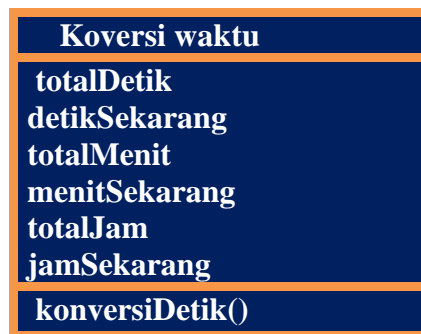 Koversi waktu
totalDetik
detikSekarang
totalMenit
menitSekarang
totalJam
jamSekarang
konversiDetik()